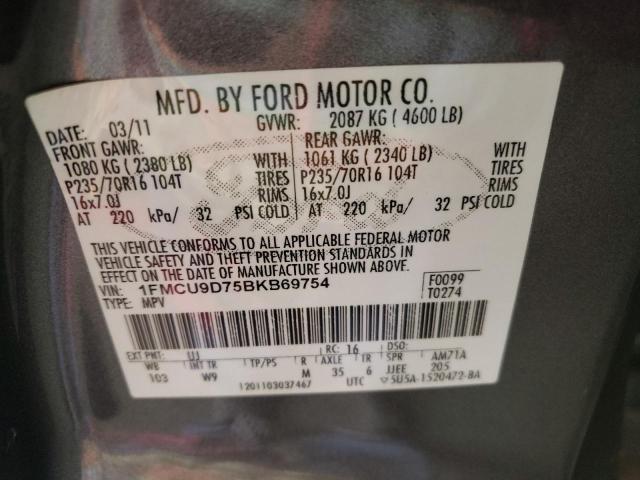 MFD. BY FORD MOTOR CO.
DATE: 03/11 GVWR: 2087 KG ( 4600 LB)
FRONT GAWR: REAR GAWR:
1080 KG ( 2380 LB) WITH 1061 KG ( 2340 LB) WITH
P235/70R16 104T TIRES P235/70R16 104T TIRES
16x7.0J RIMS 16x7.0J RIMS
AT 220 kPa/ 32 PSI COLD AT 220 kPa/ 32 PSI COLD
THIS VEHICLE CONFORMS TO ALL APPLICABLE FEDERAL MOTOR
VEHICLE SAFETY AND THEFT PREVENTION STANDARDS IN
EFFECT ON THE DATE OF MANUFACTURE SHOWN ABOVE.
VIN: 1FMCU9D75BKB69754 F0099
TYPE: MPV T0274
EXT PNT: UJ RC: 16 DSO:
WB INT TR TP/PS R AXLE TR SPR AM71A
103 W9 M 35 6 JJEE 205
1201103037467 UTC 5U5A-1520472-BA